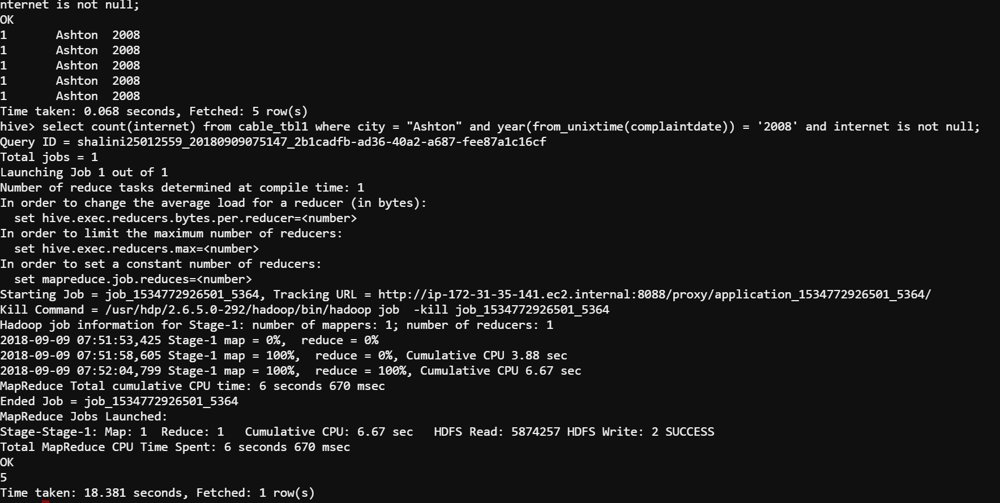 nternet is not null;
OK
1       Ashton  2008
1       Ashton  2008
1       Ashton  2008
1       Ashton  2008
1       Ashton  2008
Time taken: 0.068 seconds, Fetched: 5 row(s)
hive> select count(internet) from cable_tbl1 where city = "Ashton" and year(from_unixtime(complaintdate)) = '2008' and internet is not null;
Query ID = shalini25012559_20180909075147_2b1cadfb-ad36-40a2-a687-fee87a1c16cf
Total jobs = 1
Launching Job 1 out of 1
Number of reduce tasks determined at compile time: 1
In order to change the average load for a reducer (in bytes):
  set hive.exec.reducers.bytes.per.reducer=<number>
In order to limit the maximum number of reducers:
  set hive.exec.reducers.max=<number>
In order to set a constant number of reducers:
  set mapreduce.job.reduces=<number>
Starting Job = job_1534772926501_5364, Tracking URL = http://ip-172-31-35-141.ec2.internal:8088/proxy/application_1534772926501_5364/
Kill Command = /usr/hdp/2.6.5.0-292/hadoop/bin/hadoop job  -kill job_1534772926501_5364
Hadoop job information for Stage-1: number of mappers: 1; number of reducers: 1
2018-09-09 07:51:53,425 Stage-1 map = 0%,  reduce = 0%
2018-09-09 07:51:58,605 Stage-1 map = 100%,  reduce = 0%, Cumulative CPU 3.88 sec
2018-09-09 07:52:04,799 Stage-1 map = 100%,  reduce = 100%, Cumulative CPU 6.67 sec
MapReduce Total cumulative CPU time: 6 seconds 670 msec
Ended Job = job_1534772926501_5364
MapReduce Jobs Launched:
Stage-Stage-1: Map: 1  Reduce: 1   Cumulative CPU: 6.67 sec   HDFS Read: 5874257 HDFS Write: 2 SUCCESS
Total MapReduce CPU Time Spent: 6 seconds 670 msec
OK
5
Time taken: 18.381 seconds, Fetched: 1 row(s)